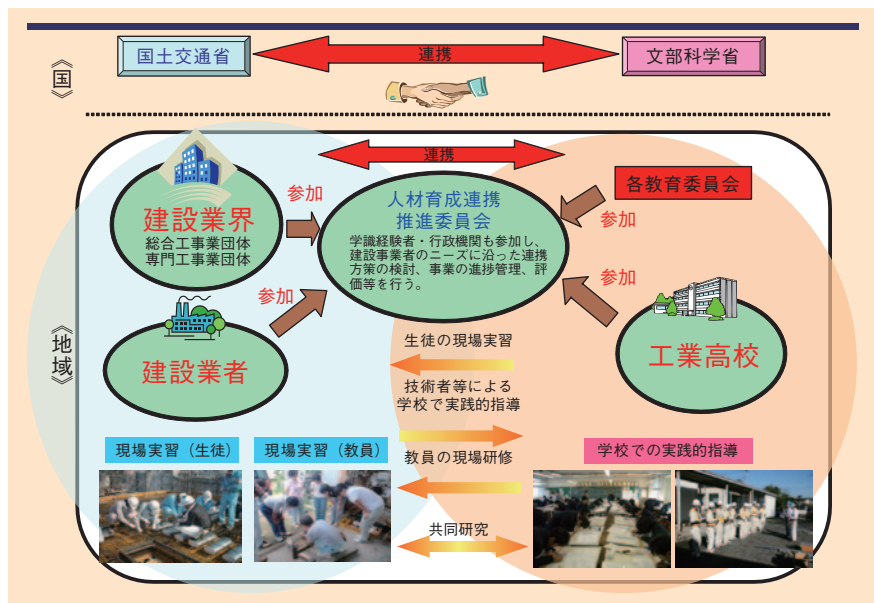 国土交通省
連携
文部科学省
《国》
連携
建設業界
総合工事業団体
専門工事業団体
参加
人材育成連携
推進委員会
学識経験者・行政機関も参加し、
建設事業者のニーズに沿った連携
方策の検討、事業の進捗管理、評
価等を行う。
各教育委員会
参加
参加
参加
《地域》
建設業者
工業高校
生徒の現場実習
技術者等による
学校で実践的指導
教員の現場研修
共同研究
現場実習（生徒）
現場実習（教員）
学校での実践的指導